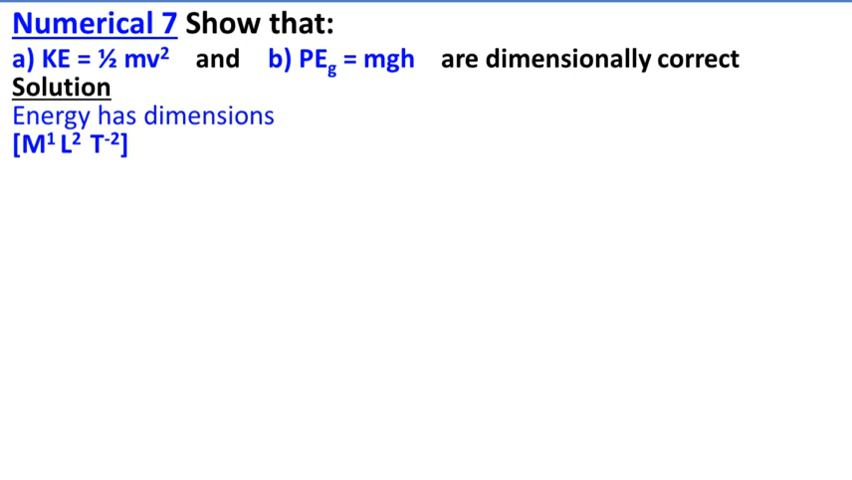 Numerical 7 Show that:
a) KE = ½ mv² and b) PEg = mgh are dimensionally correct
Solution
Energy has dimensions
[M¹ L² T⁻²]